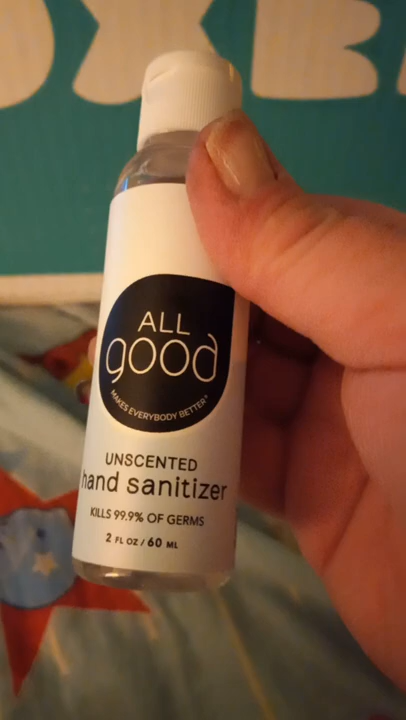 ALL
good
MAKES EVERYBODY BETTER®
UNSCENTED
hand sanitizer
KILLS 99.9% OF GERMS
2 FL OZ / 60 ML